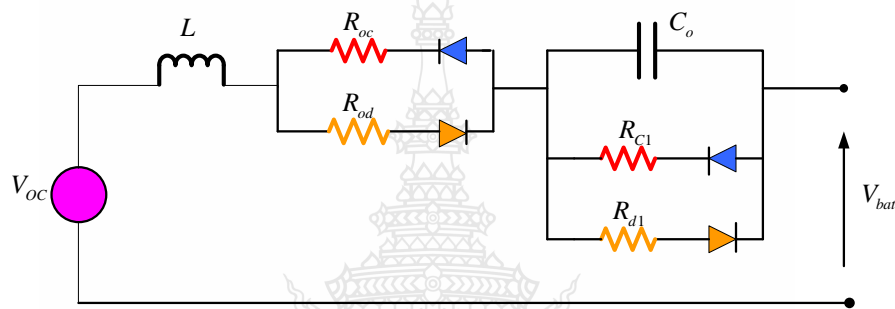 L
R_oc
C_o
R_od
R_C1
V_OC
V_bat
R_d1